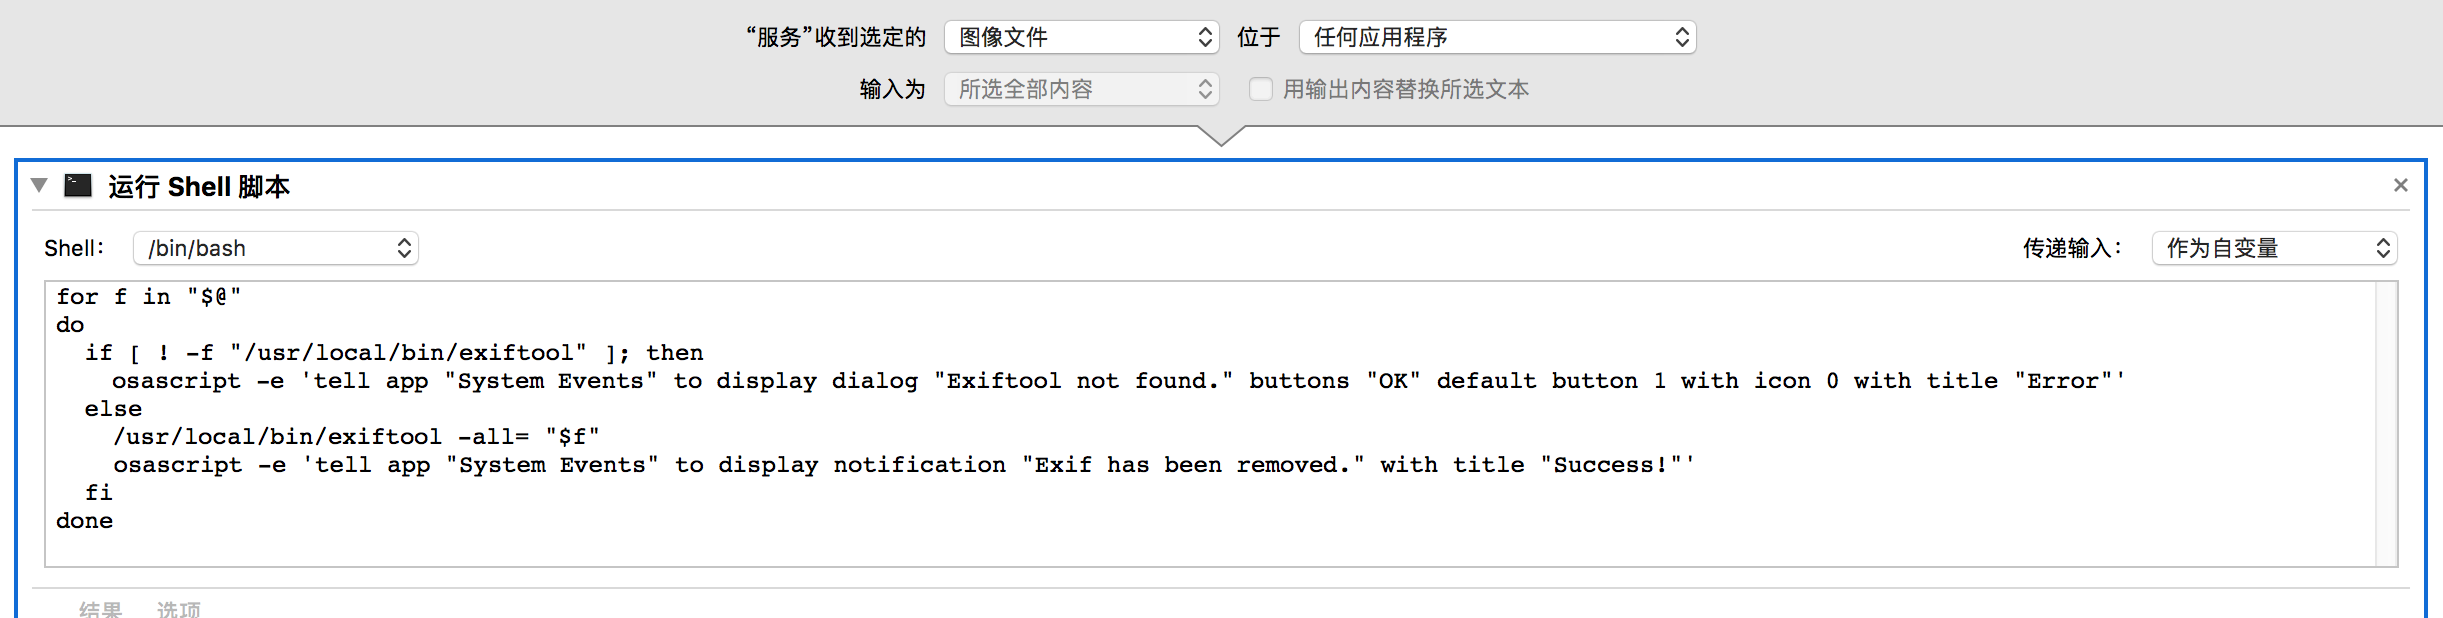 “服务”收到选定的 图像文件 位于 任何应用程序
输入为 所选全部内容 用输出内容替换所选文本
运行 Shell 脚本
Shell： /bin/bash 传递输入： 作为自变量
for f in "$@"
do
  if [ ! -f "/usr/local/bin/exiftool" ]; then
    osascript -e 'tell app "System Events" to display dialog "Exiftool not found." buttons "OK" default button 1 with icon 0 with title "Error"'
  else
    /usr/local/bin/exiftool -all= "$f"
    osascript -e 'tell app "System Events" to display notification "Exif has been removed." with title "Success!"'
  fi
done
结果 选项